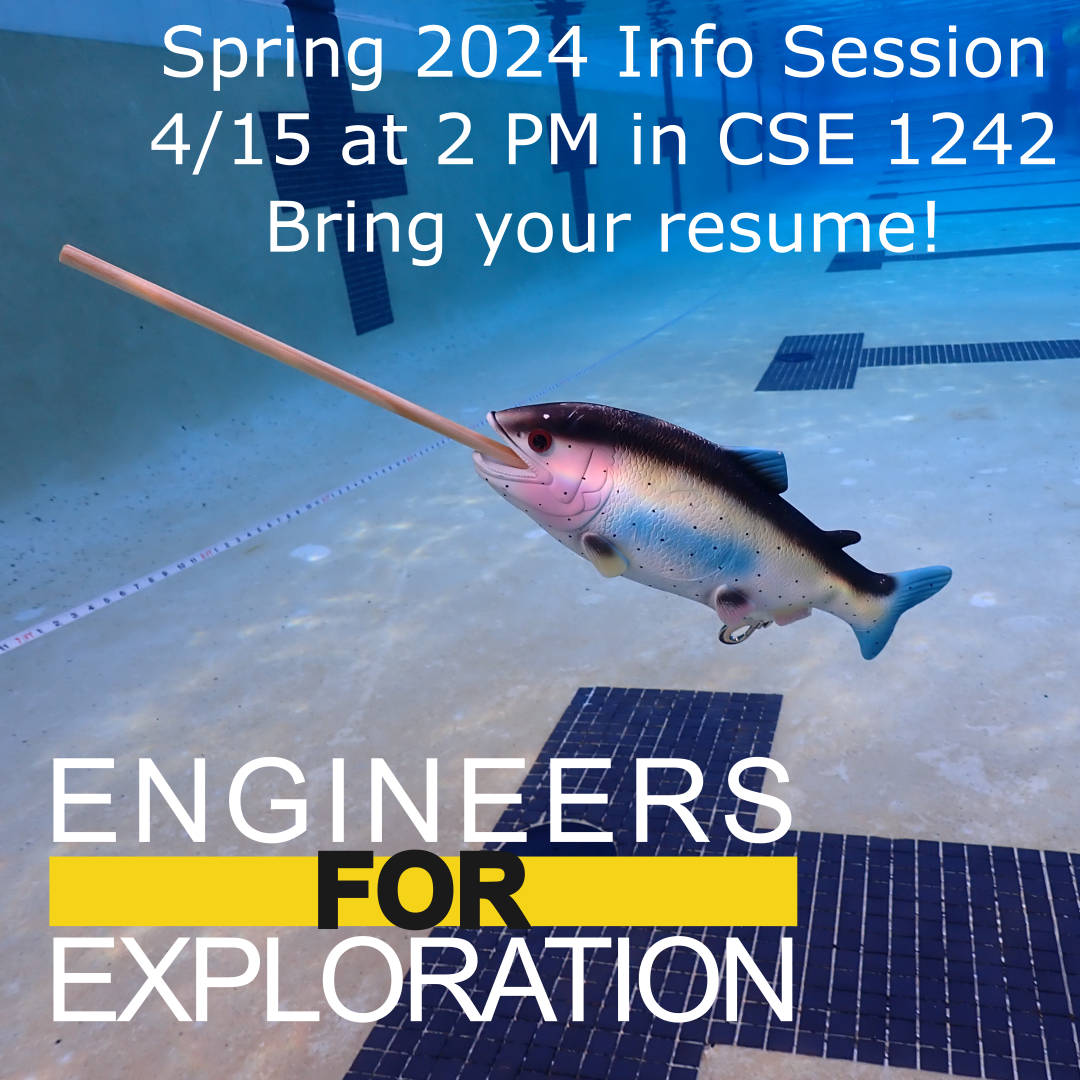 Spring 2024 Info Session
4/15 at 2 PM in CSE 1242
Bring your resume!
ENGINEERS
FOR
EXPLORATION